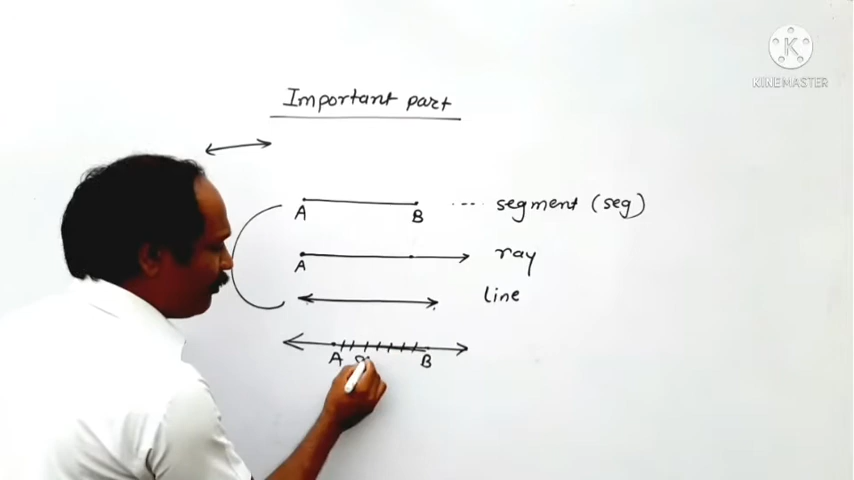 K
KINEMASTER
Important part
A B ---- segment (seg)
A ray
line
A B